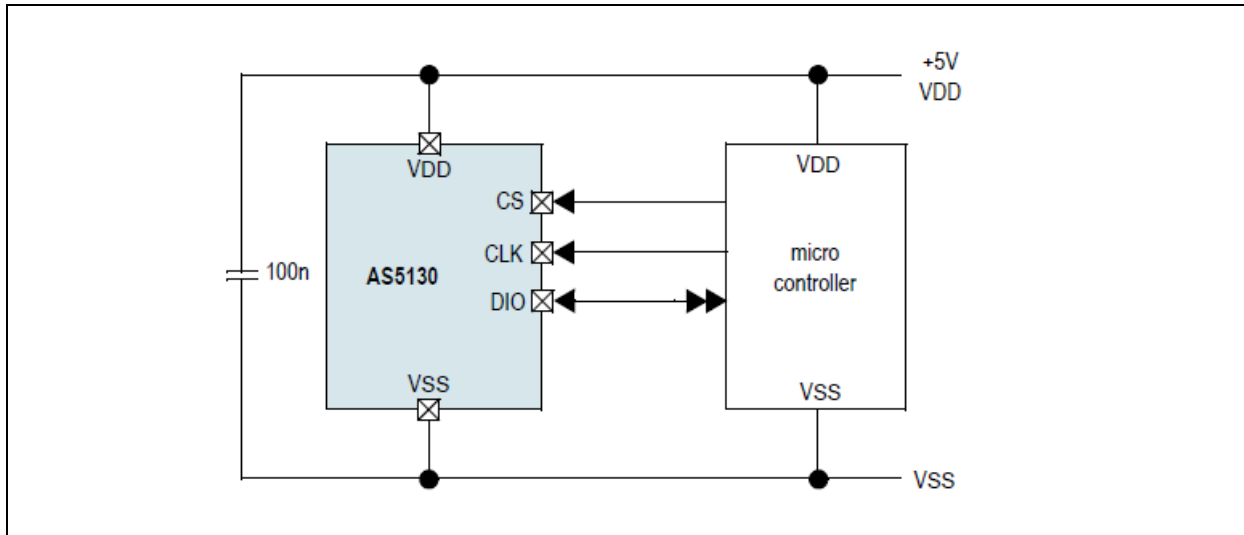 +5V
VDD
VDD
VDD
CS
CLK
micro
controller
100n
AS5130
DIO
VSS
VSS
VSS